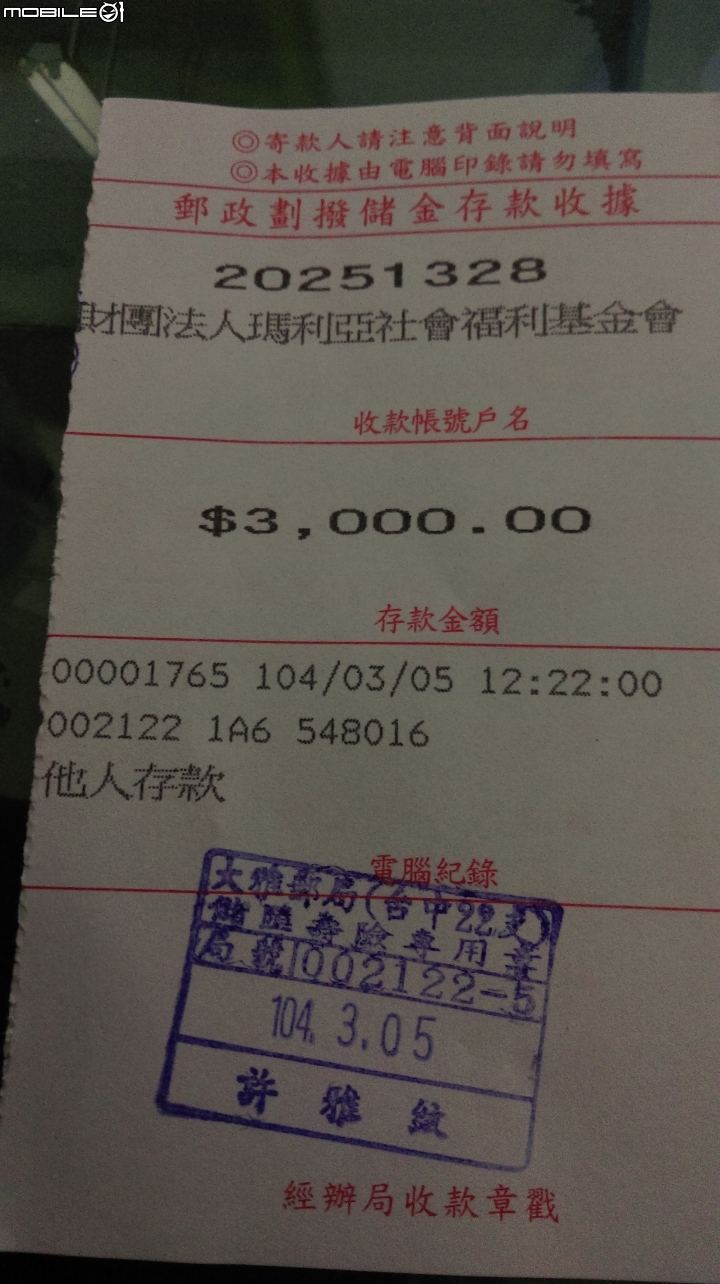 MOBILE01
◎寄款人請注意背面說明
◎本收據由電腦印錄請勿填寫
郵政劃撥儲金存款收據
20251328
財團法人瑪利亞社會福利基金會
收款帳號戶名
$3,000.00
存款金額
00001765 104/03/05 12:22:00
002122 1A6 548016
他人存款
電腦紀錄
大雅郵局(台中22支)
儲匯壽險專用章
局號002122-5
104. 3.05
許雅紋
經辦局收款章戳